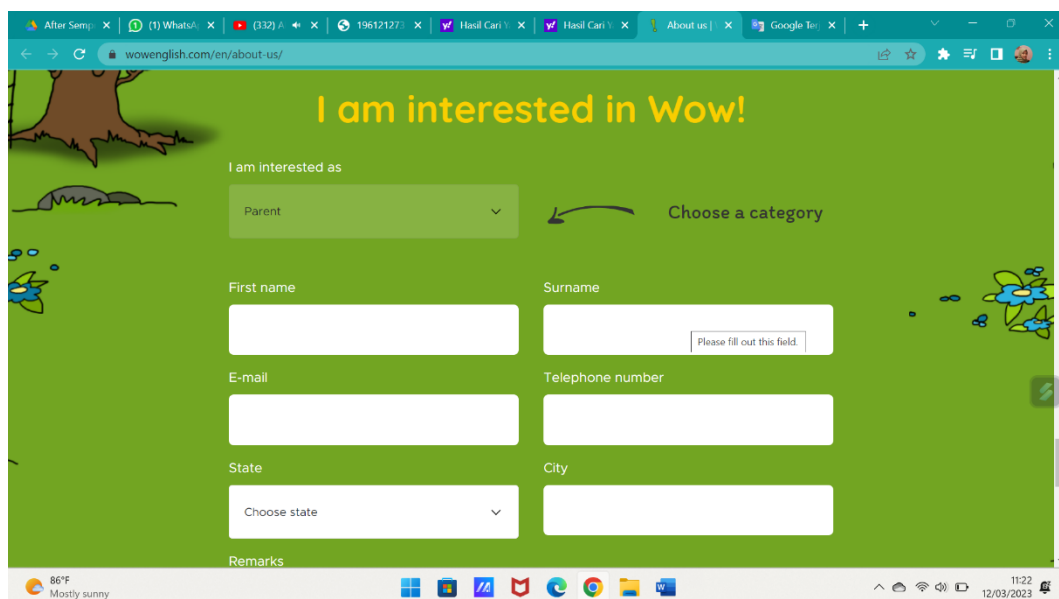 After Semp
(1) WhatsA
(332) A
196121273
Hasil Cari Y
Hasil Cari Y
About us |
Google Ter
wowenglish.com/en/about-us/
I am interested in Wow!
I am interested as
Parent
Choose a category
First name
Surname
Please fill out this field.
E-mail
Telephone number
State
City
Choose state
Remarks
86°F
Mostly sunny
11:22
12/03/2023